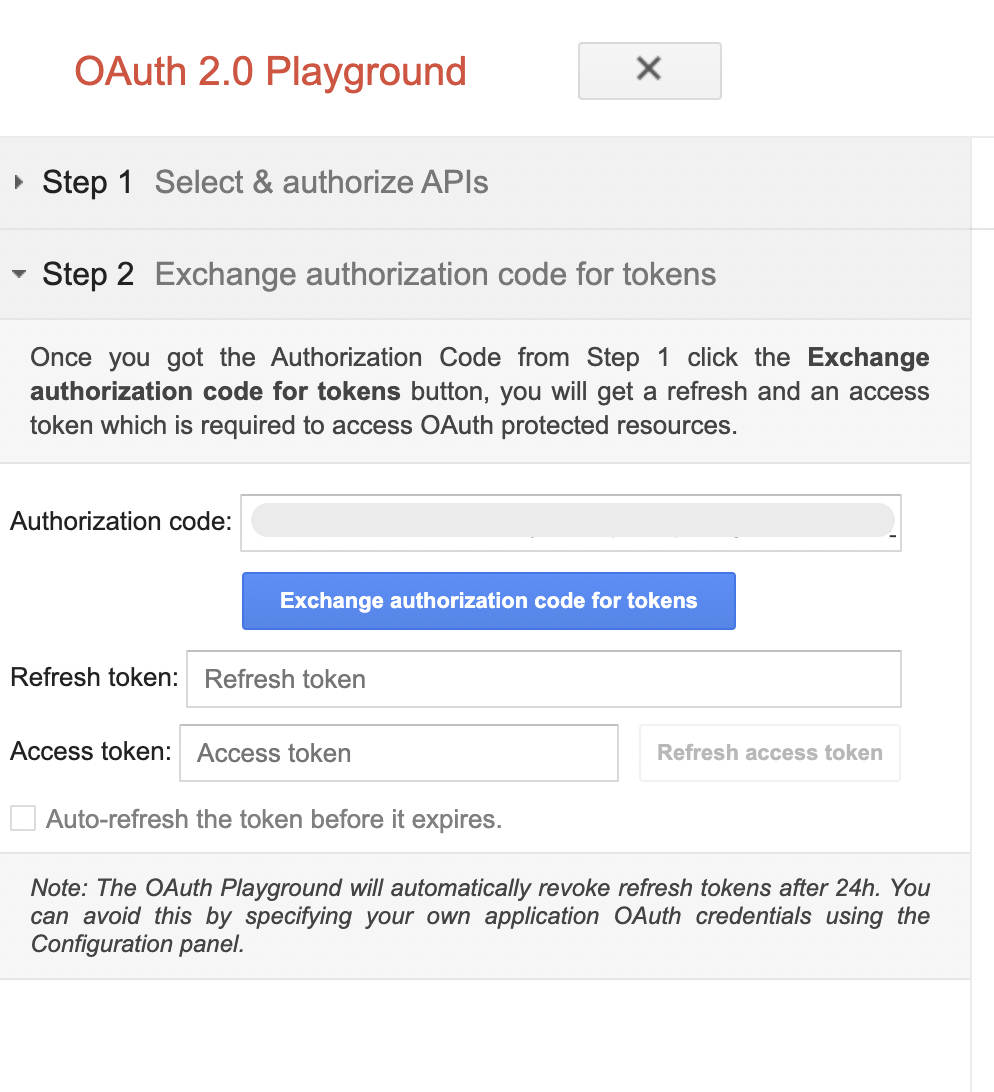 OAuth 2.0 Playground
Step 1 Select & authorize APIs
Step 2 Exchange authorization code for tokens
Once you got the Authorization Code from Step 1 click the Exchange
authorization code for tokens button, you will get a refresh and an access
token which is required to access OAuth protected resources.
Authorization code:
Exchange authorization code for tokens
Refresh token: Refresh token
Access token: Access token Refresh access token
Auto-refresh the token before it expires.
Note: The OAuth Playground will automatically revoke refresh tokens after 24h. You
can avoid this by specifying your own application OAuth credentials using the
Configuration panel.